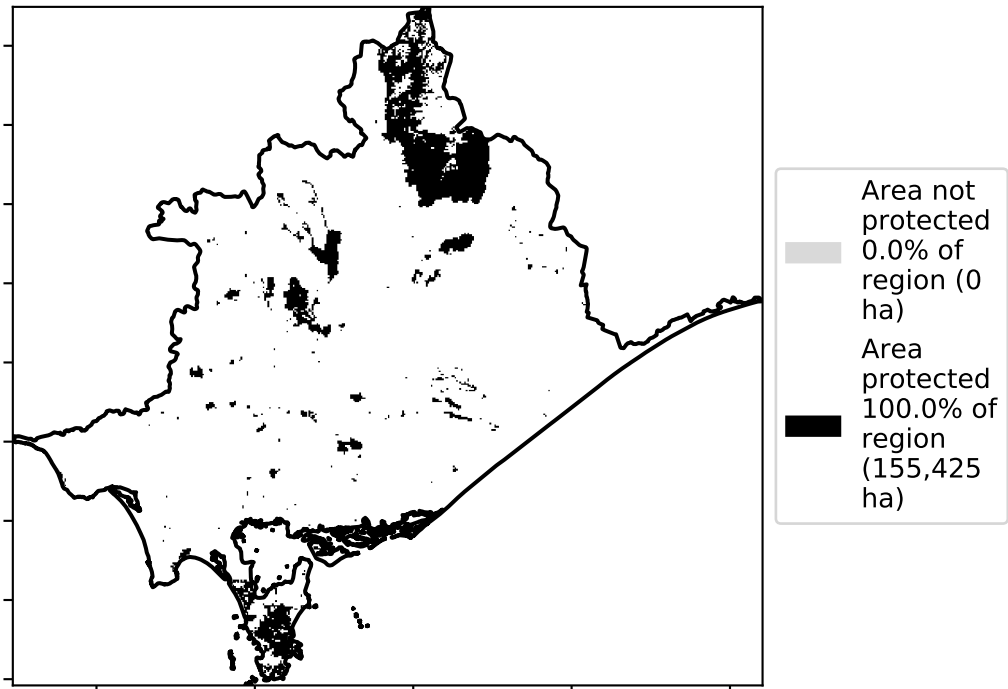 Area not
protected
0.0% of
region (0
ha)
Area
protected
100.0% of
region
(155,425
ha)